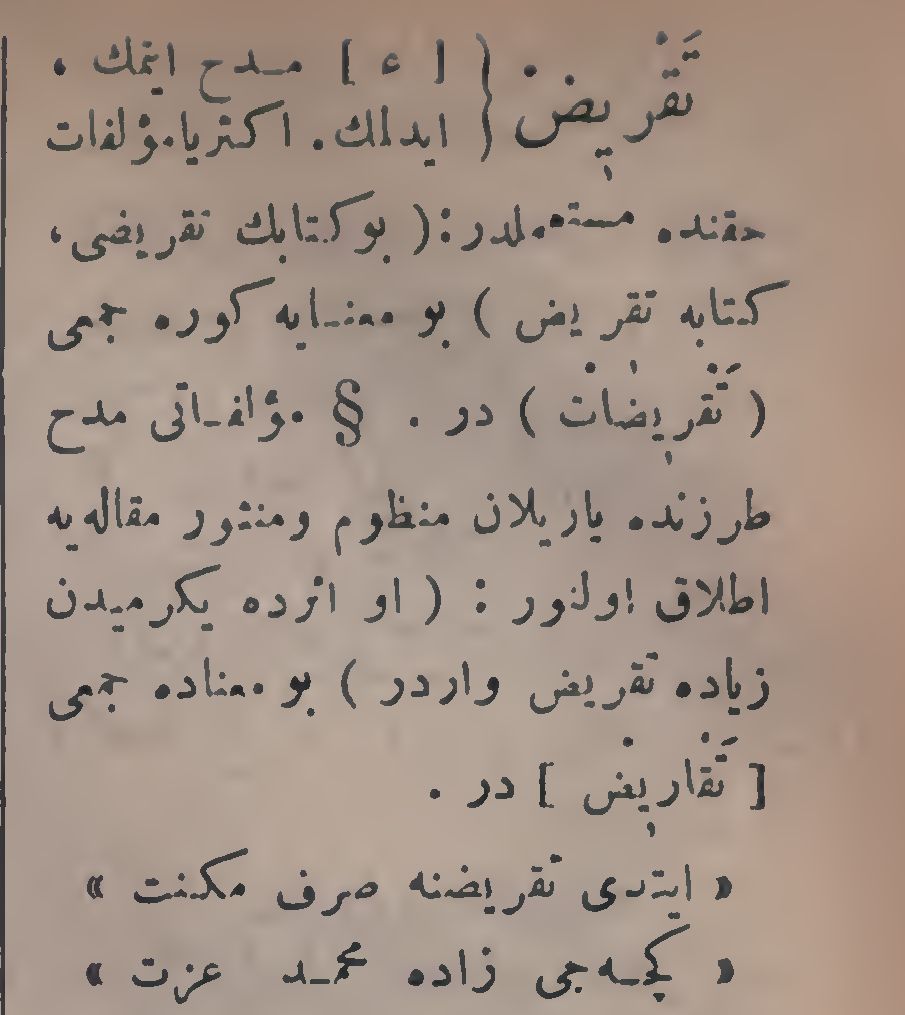 تَقْرِيض { [ ع ] مدح ايتمك ،
ايدلمك . اكثريا مؤلفات
حقنده مستعملدر : ( بو كتابك تقريضى ،
كتابه تقريض ) بو معنايه كوره جمعى
( تَقْرِيضَات ) در . § مؤلفاتى مدح
طرزنده يازيلان منظوم ومنثور مقاله يه
اطلاق اولنور : ( او اثرده يكرميدن
زياده تقريض واردر ) بو معناده جمعى
[ تَقَارِيض ] در .
« ايتدى تقريضنه صرف مكنت »
« كچه جى زاده محمد عزت »